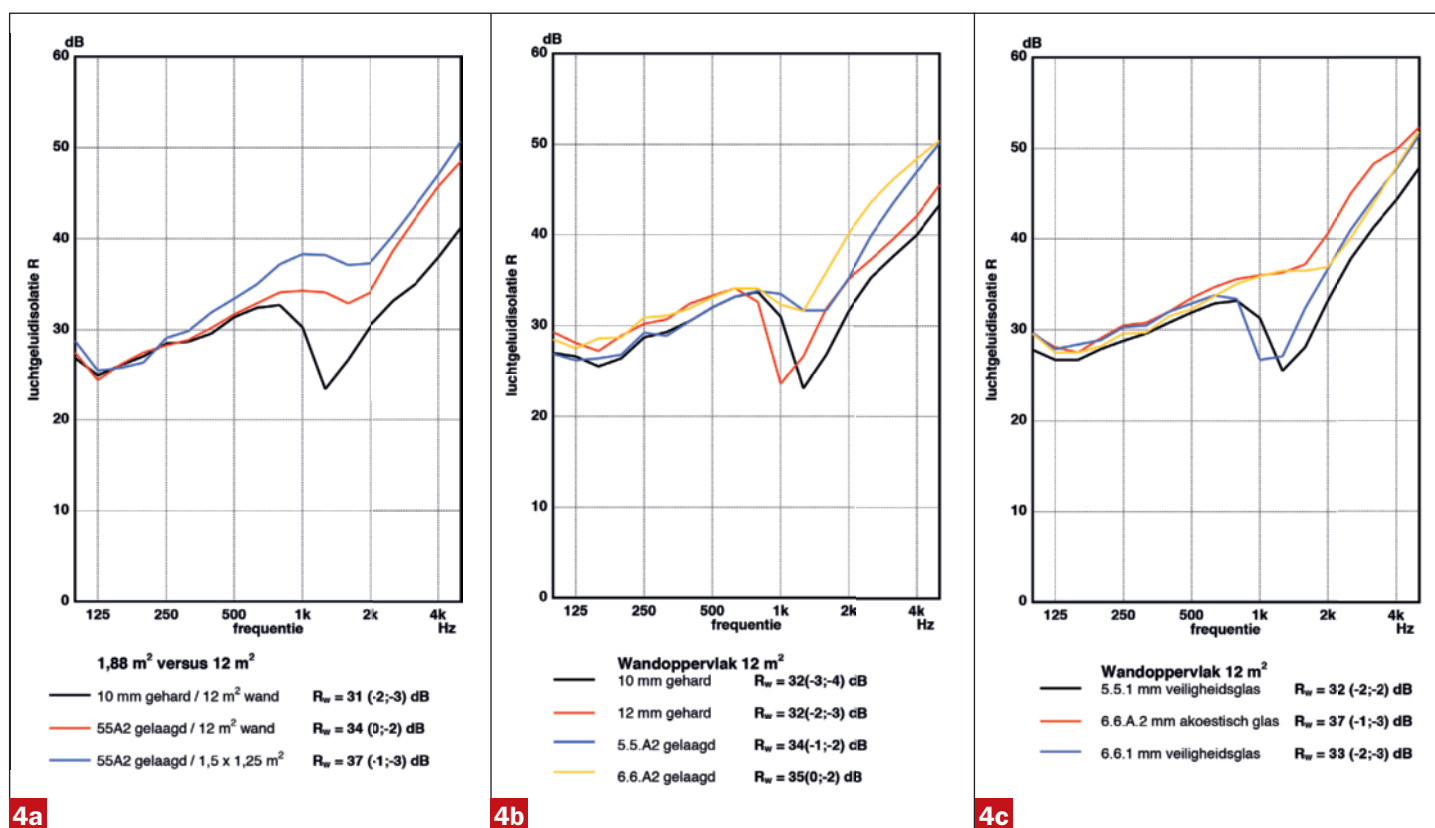 dB
60
50
40
30
20
10
0
luchtgeluidisolatie R
125 250 500 1k 2k 4k
frequentie Hz
1,88 m² versus 12 m²
10 mm gehard / 12 m² wand Rw = 31 (-2;-3) dB
55A2 gelaagd / 12 m² wand Rw = 34 (0;-2) dB
55A2 gelaagd / 1,5 x 1,25 m² Rw = 37 (-1;-3) dB
4a
dB
60
50
40
30
20
10
0
luchtgeluidisolatie R
125 250 500 1k 2k 4k
frequentie Hz
Wandoppervlak 12 m²
10 mm gehard Rw = 32(-3;-4) dB
12 mm gehard Rw = 32(-2;-3) dB
5.5.A2 gelaagd Rw = 34(-1;-2) dB
6.6.A2 gelaagd Rw = 35(0;-2) dB
4b
dB
60
50
40
30
20
10
0
luchtgeluidisolatie R
125 250 500 1k 2k 4k
frequentie Hz
Wandoppervlak 12 m²
5.5.1 mm veiligheidsglas Rw = 32 (-2;-2) dB
6.6.A.2 mm akoestisch glas Rw = 37 (-1;-3) dB
6.6.1 mm veiligheidsglas Rw = 33 (-2;-3) dB
4c